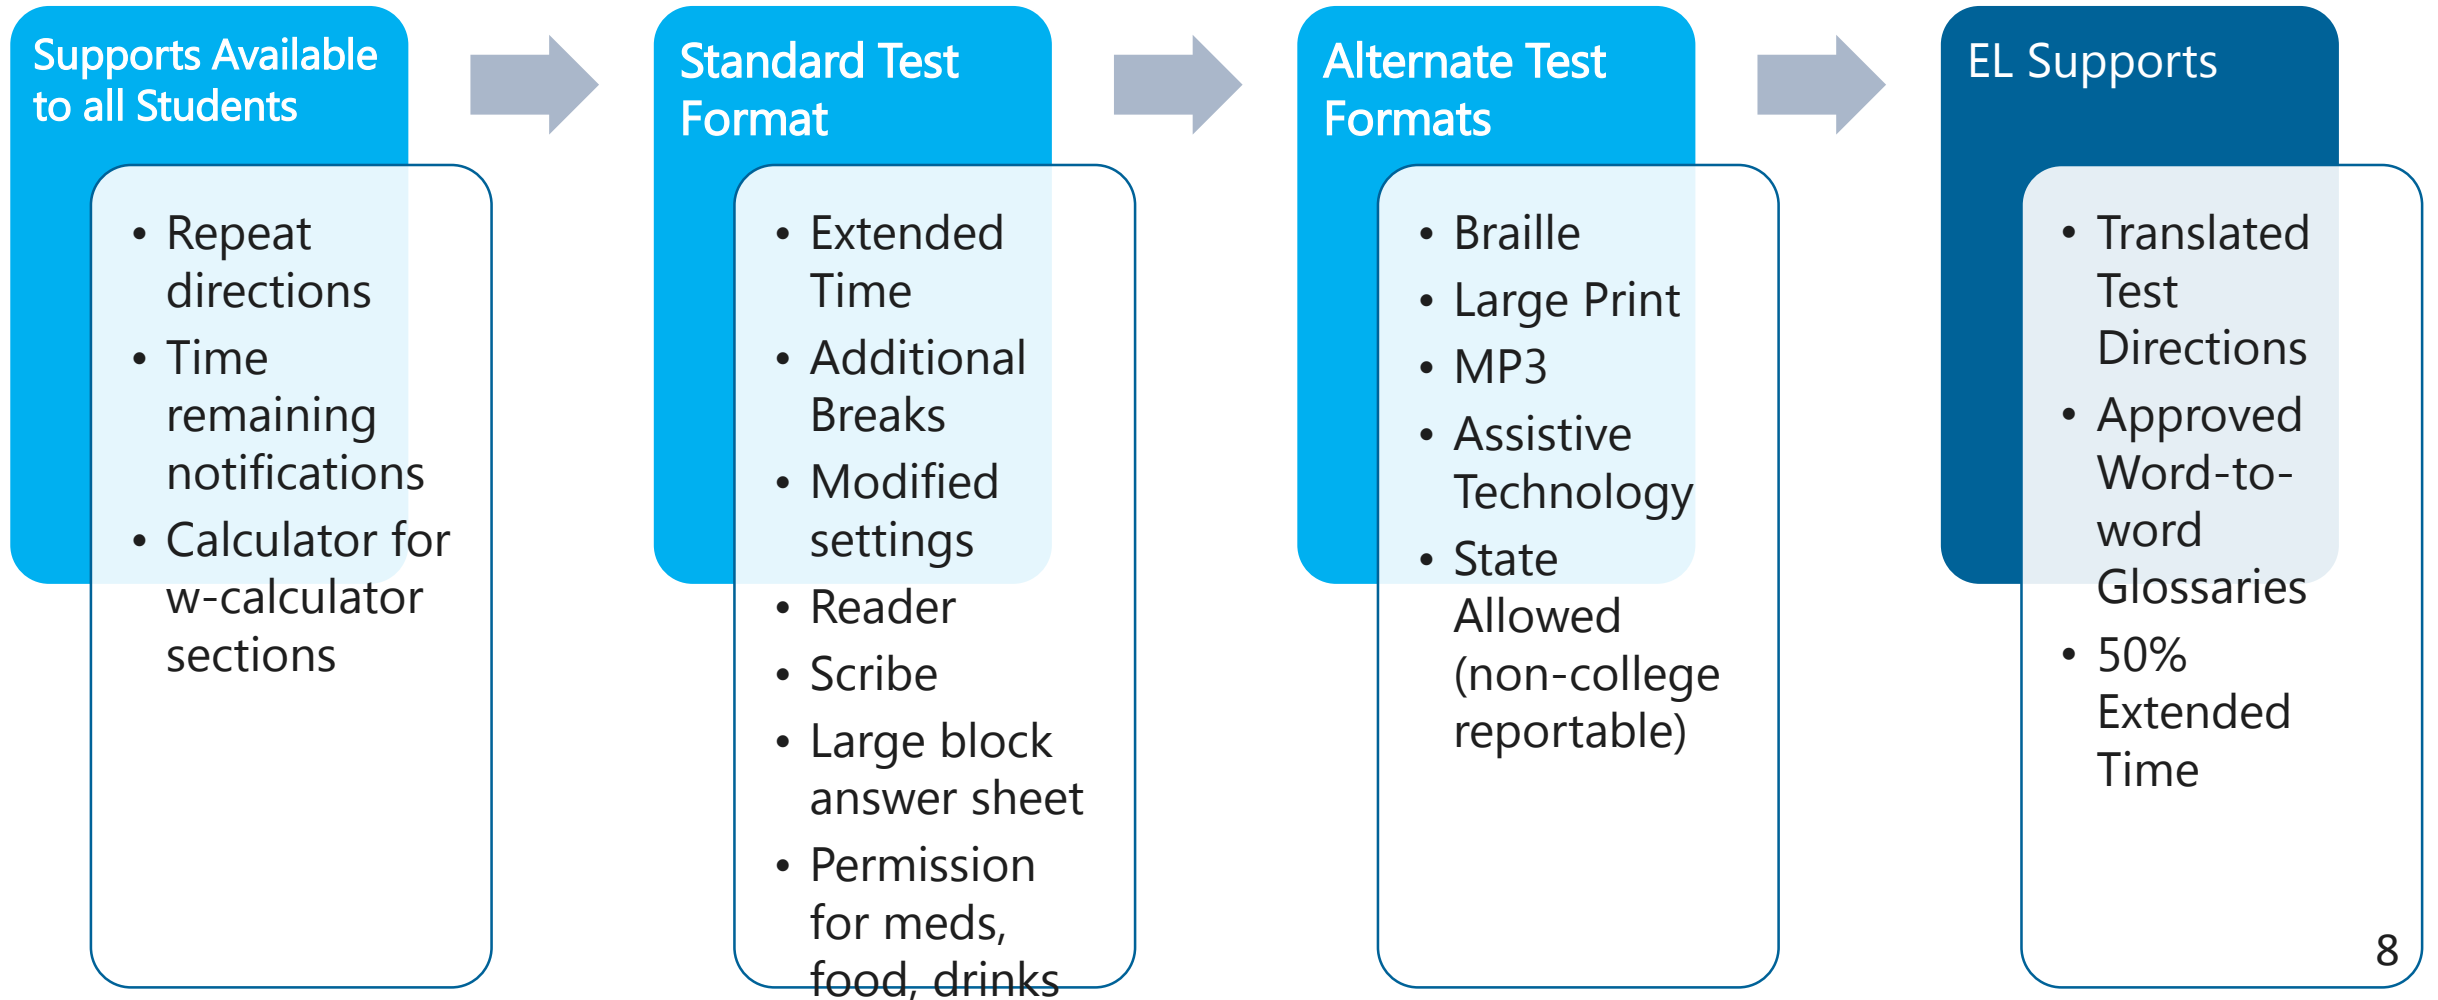 Supports Available
to all Students
• Repeat
directions
• Time
remaining
notifications
• Calculator for
w-calculator
sections
Standard Test
Format
• Extended
Time
• Additional
Breaks
• Modified
settings
• Reader
• Scribe
• Large block
answer sheet
• Permission
for meds,
food, drinks
Alternate Test
Formats
• Braille
• Large Print
• MP3
• Assistive
Technology
• State
Allowed
(non-college
reportable)
EL Supports
• Translated
Test
Directions
• Approved
Word-to-
word
Glossaries
• 50%
Extended
Time
8